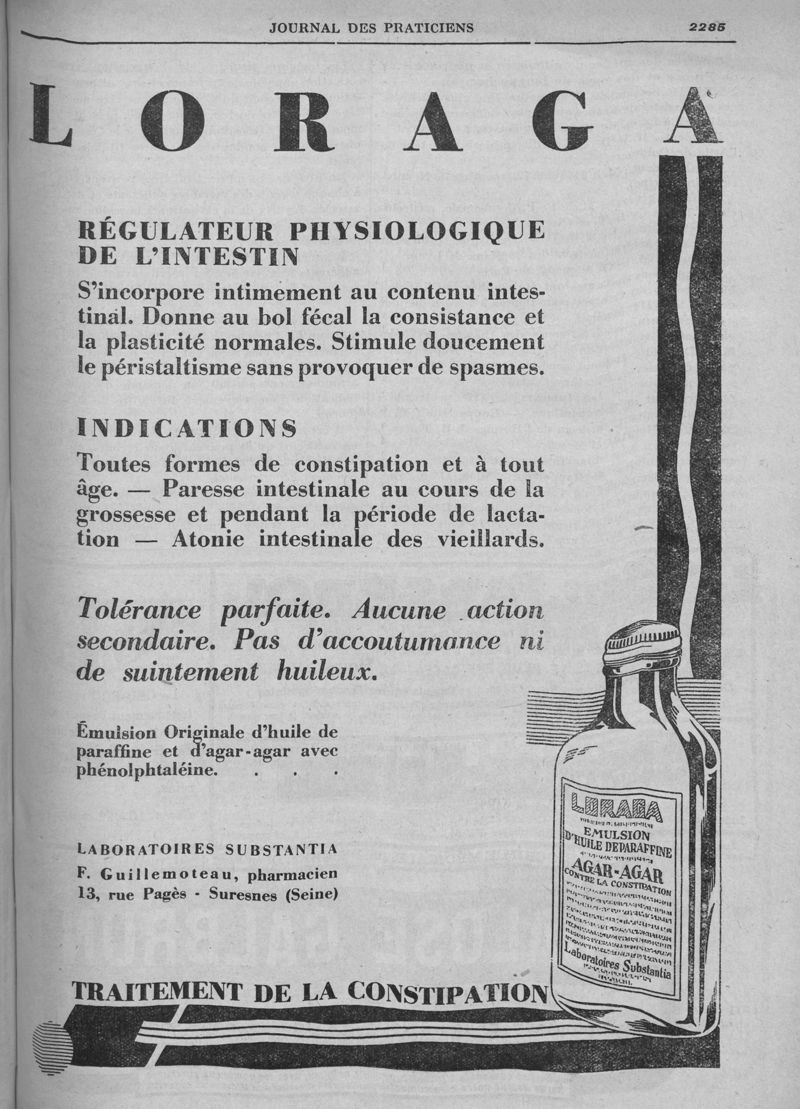 JOURNAL DES PRATICIENS 2285
LORAGA
RÉGULATEUR PHYSIOLOGIQUE
DE L'INTESTIN
S'incorpore intimement au contenu intes-
tinal. Donne au bol fécal la consistance et
la plasticité normales. Stimule doucement
le péristaltisme sans provoquer de spasmes.
INDICATIONS
Toutes formes de constipation et à tout
âge. — Paresse intestinale au cours de la
grossesse et pendant la période de lacta-
tion — Atonie intestinale des vieillards.
Tolérance parfaite. Aucune action
secondaire. Pas d'accoutumance ni
de suintement huileux.
Émulsion Originale d'huile de
paraffine et d'agar-agar avec
phénolphtaléine. . . .
LABORATOIRES SUBSTANTIA
F. Guillemoteau, pharmacien
13, rue Pagès - Suresnes (Seine)
LORAGA
EMULSION
D'HUILE DE PARAFFINE
AGAR-AGAR
CONTRE LA CONSTIPATION
Laboratoires Substantia
TRAITEMENT DE LA CONSTIPATION